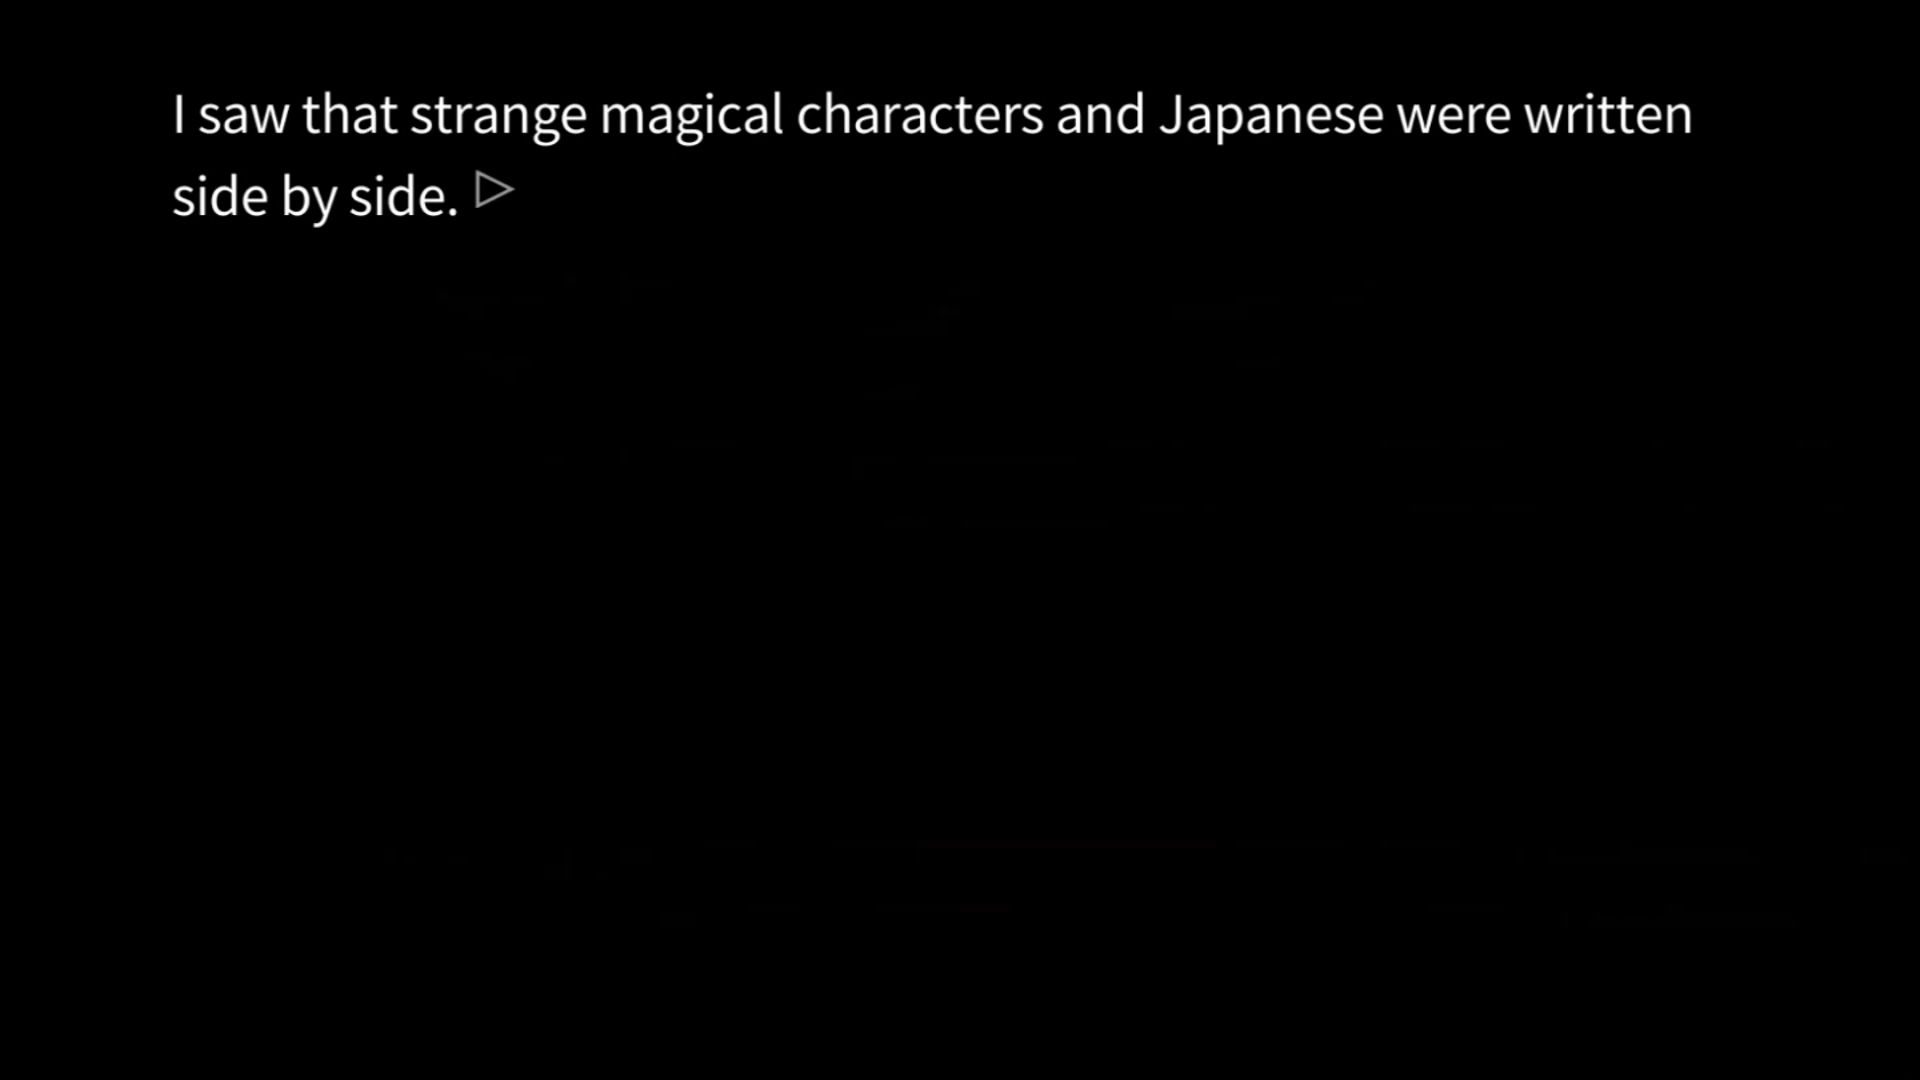 I saw that strange magical characters and Japanese were written
side by side.